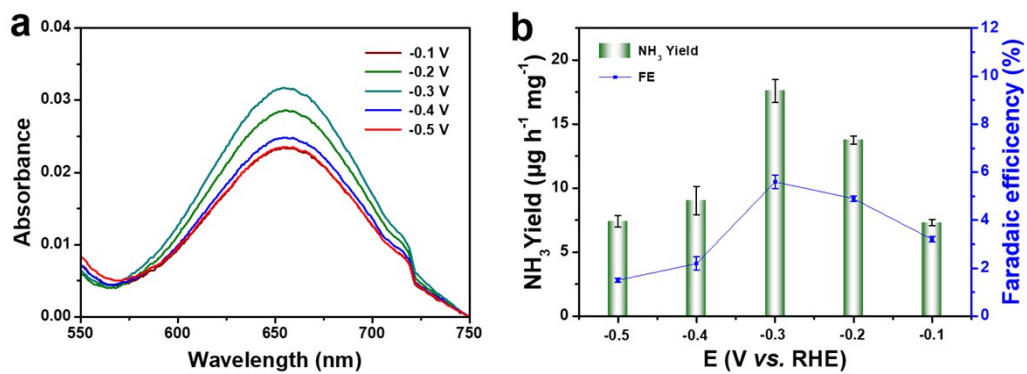 a
0.04
0.03
0.02
0.01
0.00
Absorbance
-0.1 V
-0.2 V
-0.3 V
-0.4 V
-0.5 V
550
600
650
700
750
Wavelength (nm)
b
20
15
10
5
0
NH₃ Yield (μg h⁻¹ mg⁻¹)
NH₃ Yield
FE
12
10
8
6
4
2
0
Faradaic efficicency (%)
-0.5
-0.4
-0.3
-0.2
-0.1
E (V vs. RHE)